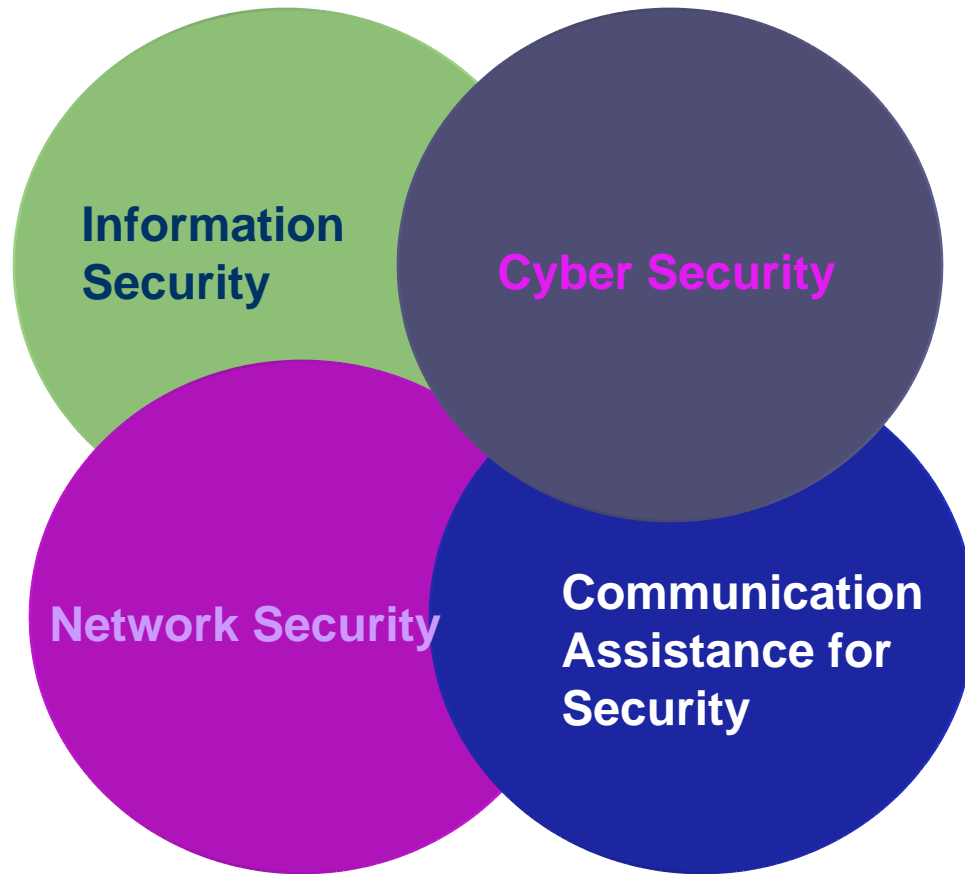 Information
Security
Cyber Security
Network Security
Communication
Assistance for
Security